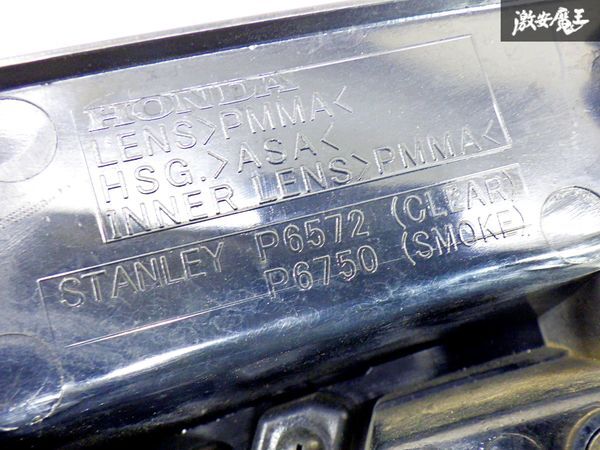 激安魔王
HONDA
LENS>PMMA<
HSG.>ASA<
INNER LENS>PMMA<
STANLEY P6572 (CLEAR)
P6750 (SMOKE)